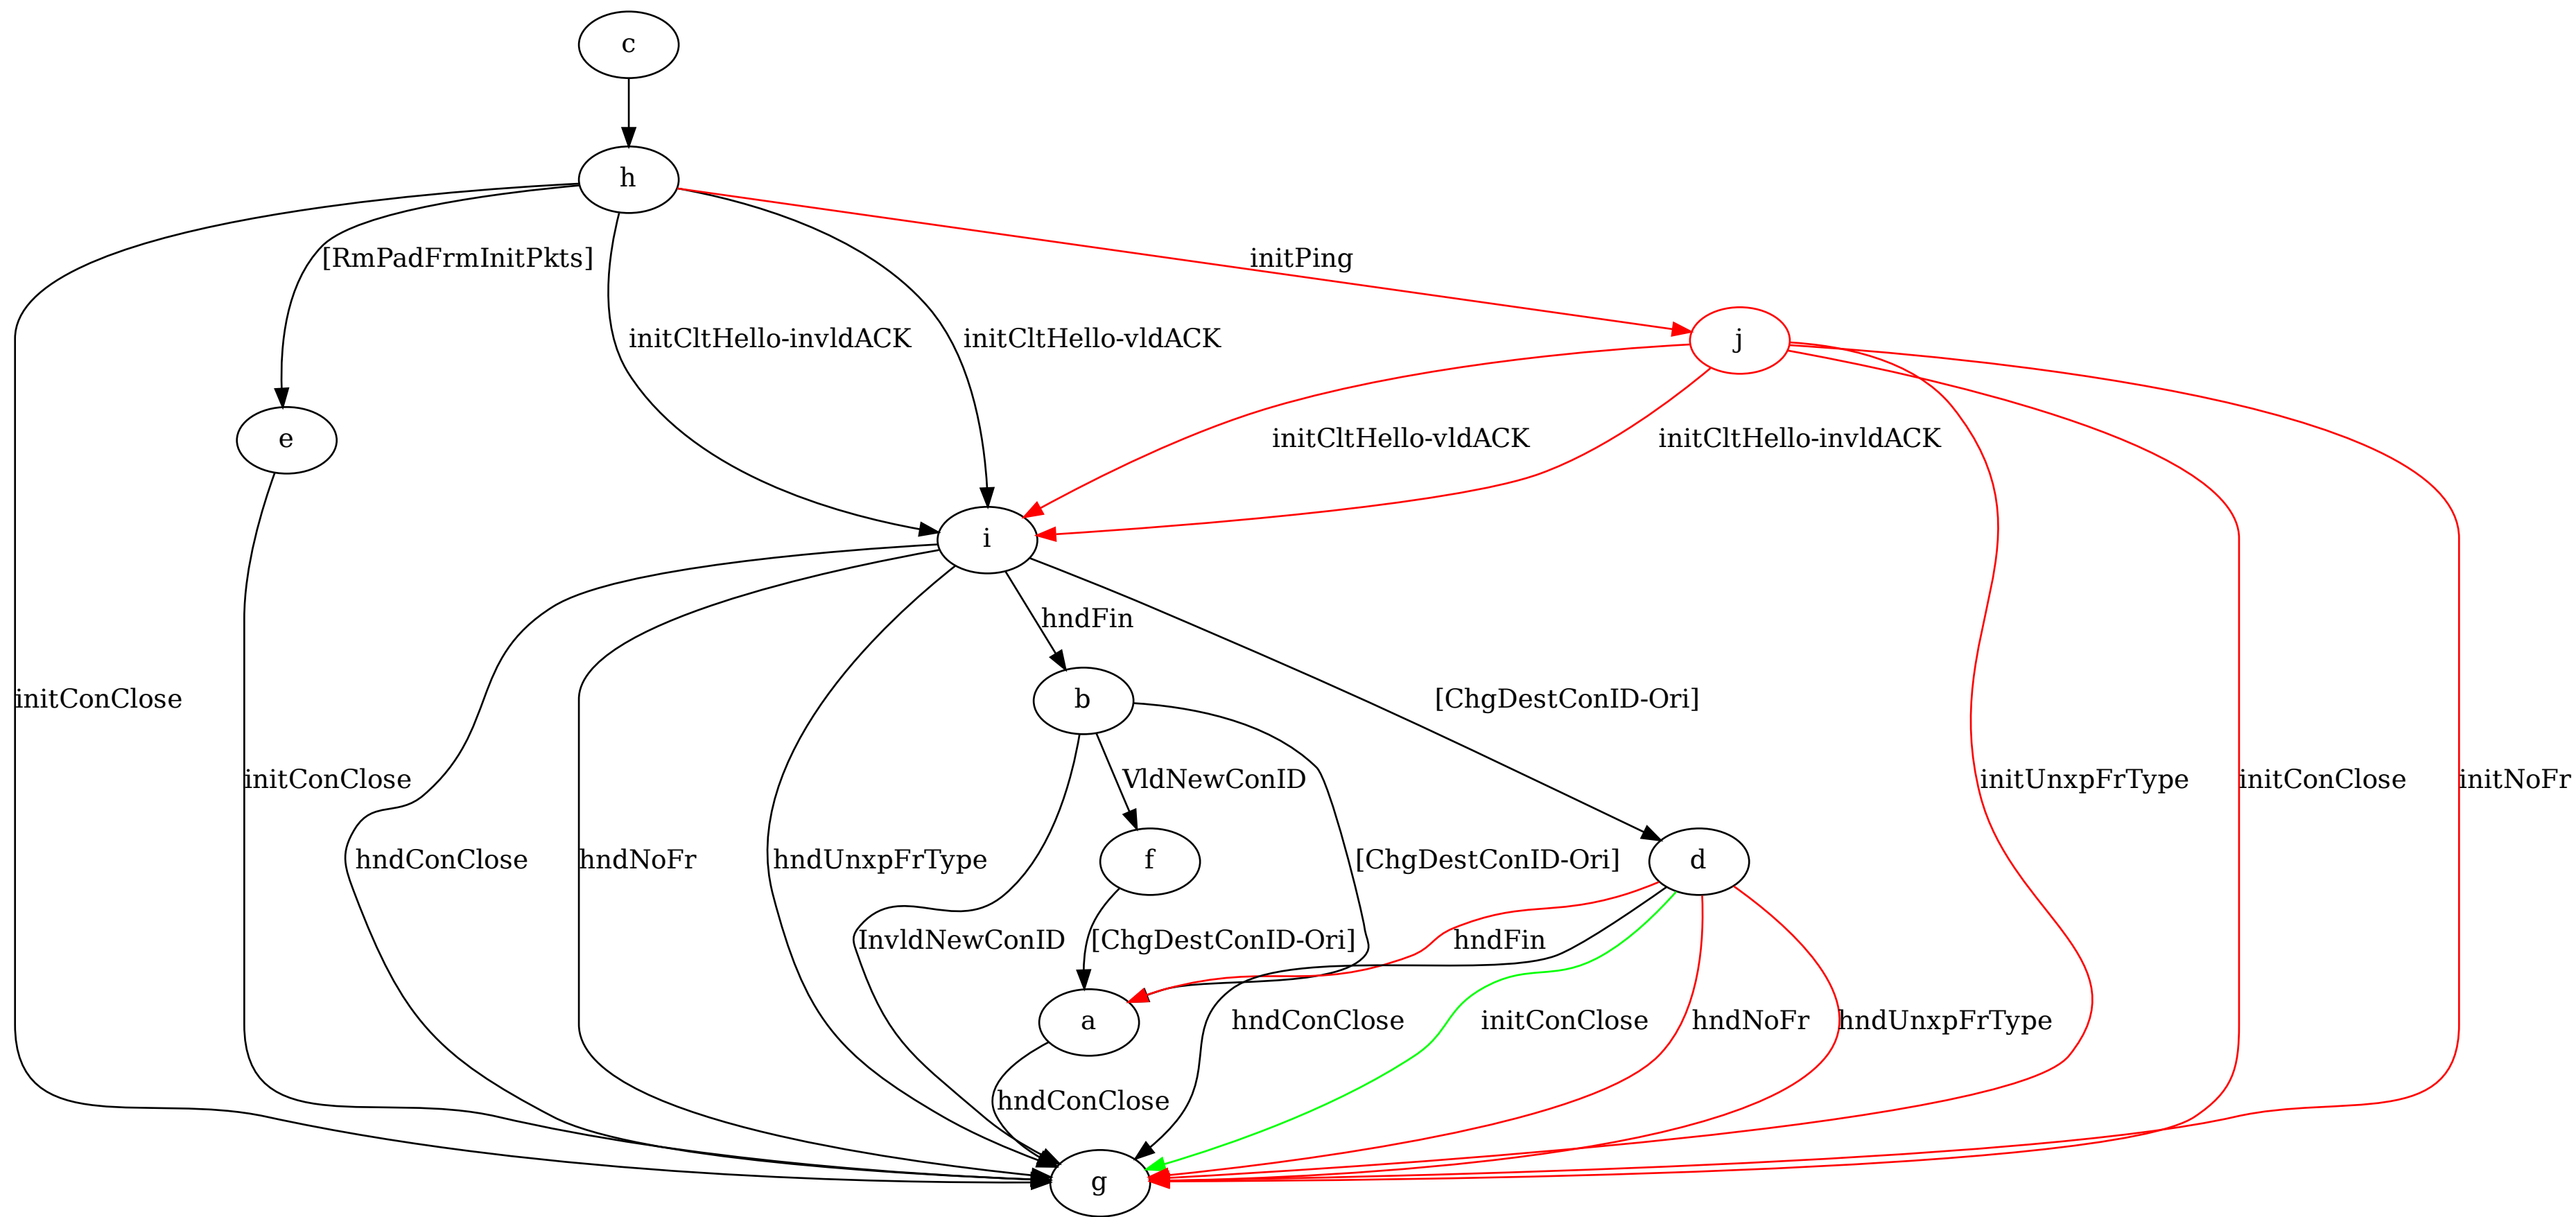 c
h
[RmPadFrmInitPkts]
initPing
initCltHello-invldACK
initCltHello-vldACK
j
e
initCltHello-vldACK
initCltHello-invldACK
i
hndFin
initConClose
b
[ChgDestConID-Ori]
initConClose
VldNewConID
initUnxpFrType
initConClose
initNoFr
hndConClose
hndNoFr
hndUnxpFrType
f
[ChgDestConID-Ori]
d
InvldNewConID
[ChgDestConID-Ori]
hndFin
a
hndConClose
initConClose
hndNoFr
hndUnxpFrType
hndConClose
g